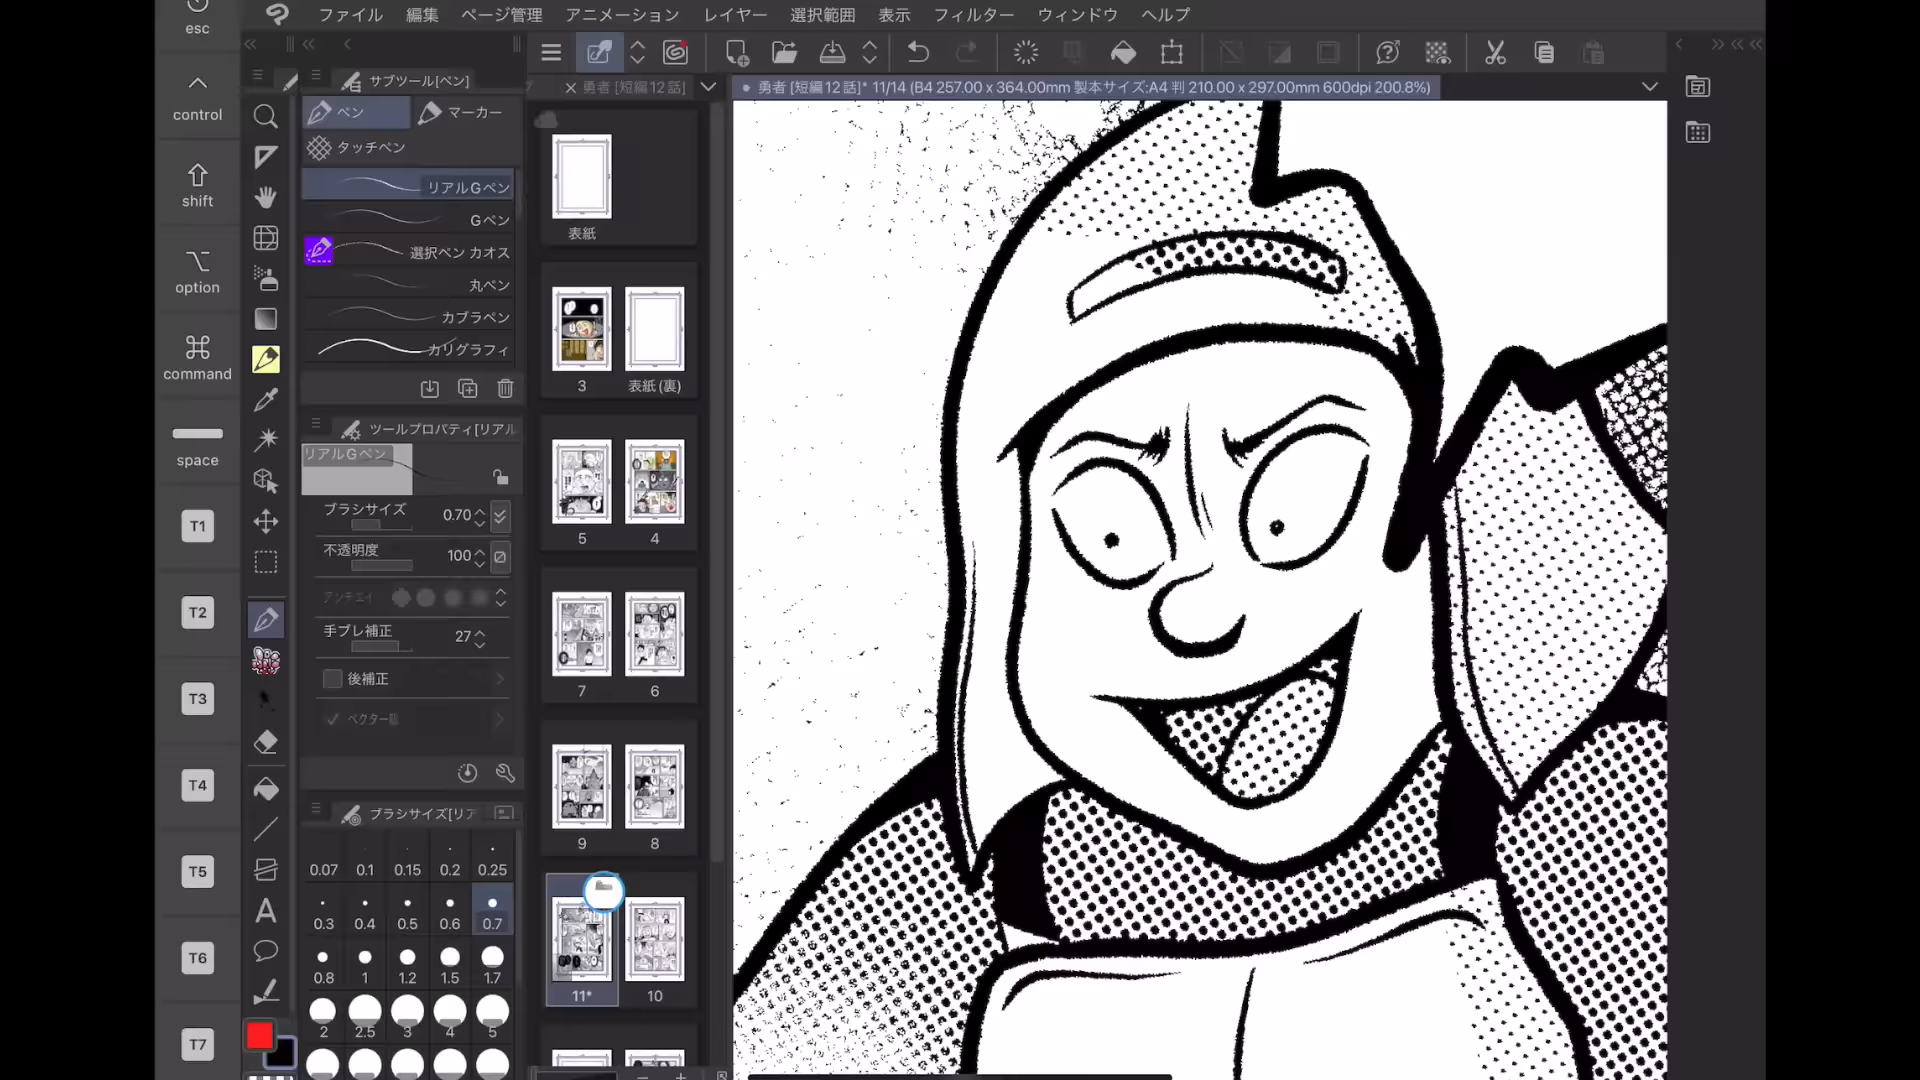 esc
control
shift
option
command
space
T1
T2
T3
T4
T5
T6
T7
ファイル 編集 ページ管理 アニメーション レイヤー 選択範囲 表示 フィルター ウィンドウ ヘルプ
サブツール[ペン]
ペン
マーカー
タッチペン
リアルGペン
Gペン
選択ペン カオス
丸ペン
カブラペン
カリグラフィ
ツールプロパティ[リアル
リアルGペン
ブラシサイズ 0.70
不透明度 100
アンチエイ
手ブレ補正 27
後補正
ベクター吸
ブラシサイズ[リア
0.07 0.1 0.15 0.2 0.25
0.3 0.4 0.5 0.6 0.7
0.8 1 1.2 1.5 1.7
2 2.5 3 4 5
勇者 [短編12話]
表紙
3 表紙(裏)
5 4
7 6
9 8
11* 10
勇者 [短編12話]* 11/14 (B4 257.00 x 364.00mm 製本サイズ:A4 判 210.00 x 297.00mm 600dpi 200.8%)